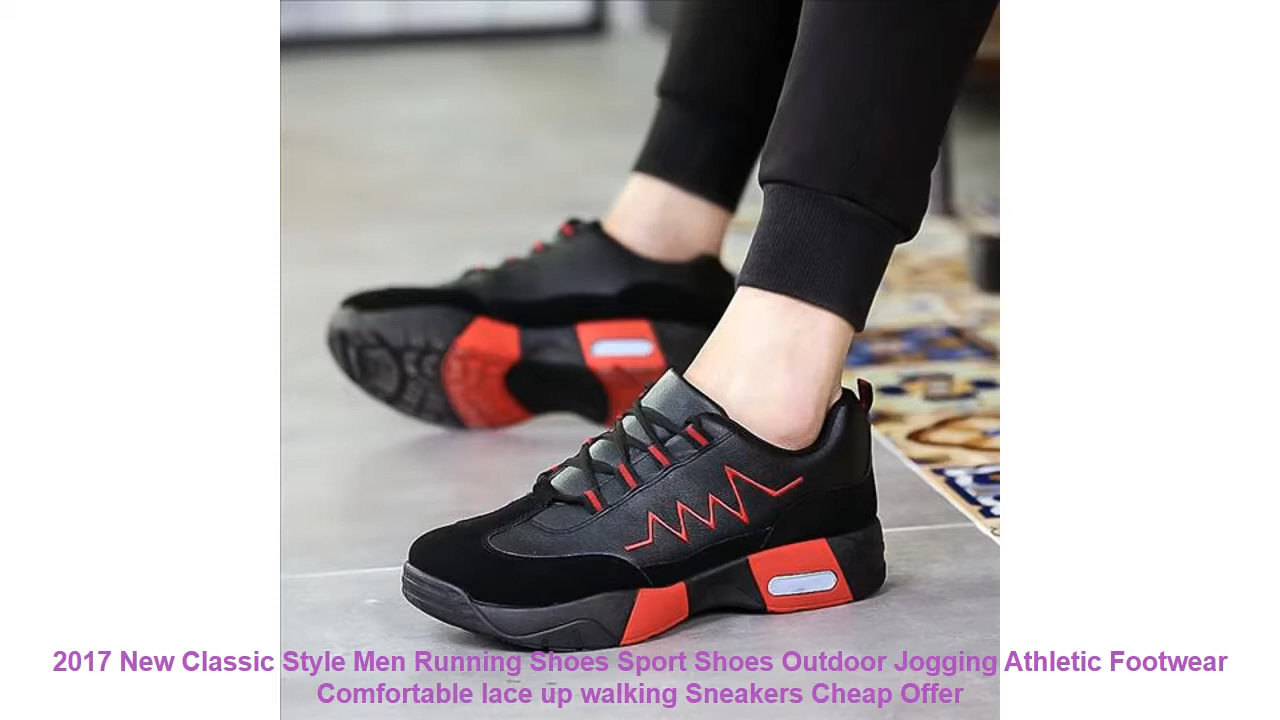 2017 New Classic Style Men Running Shoes Sport Shoes Outdoor Jogging Athletic Footwear
Comfortable lace up walking Sneakers Cheap Offer